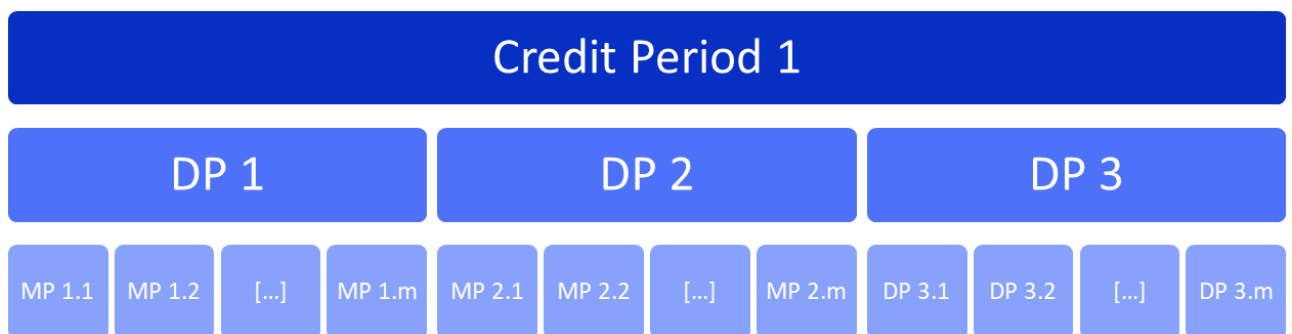 Credit Period 1
DP 1 DP 2 DP 3
MP 1.1 MP 1.2 [...] MP 1.m MP 2.1 MP 2.2 [...] MP 2.m DP 3.1 DP 3.2 [...] DP 3.m